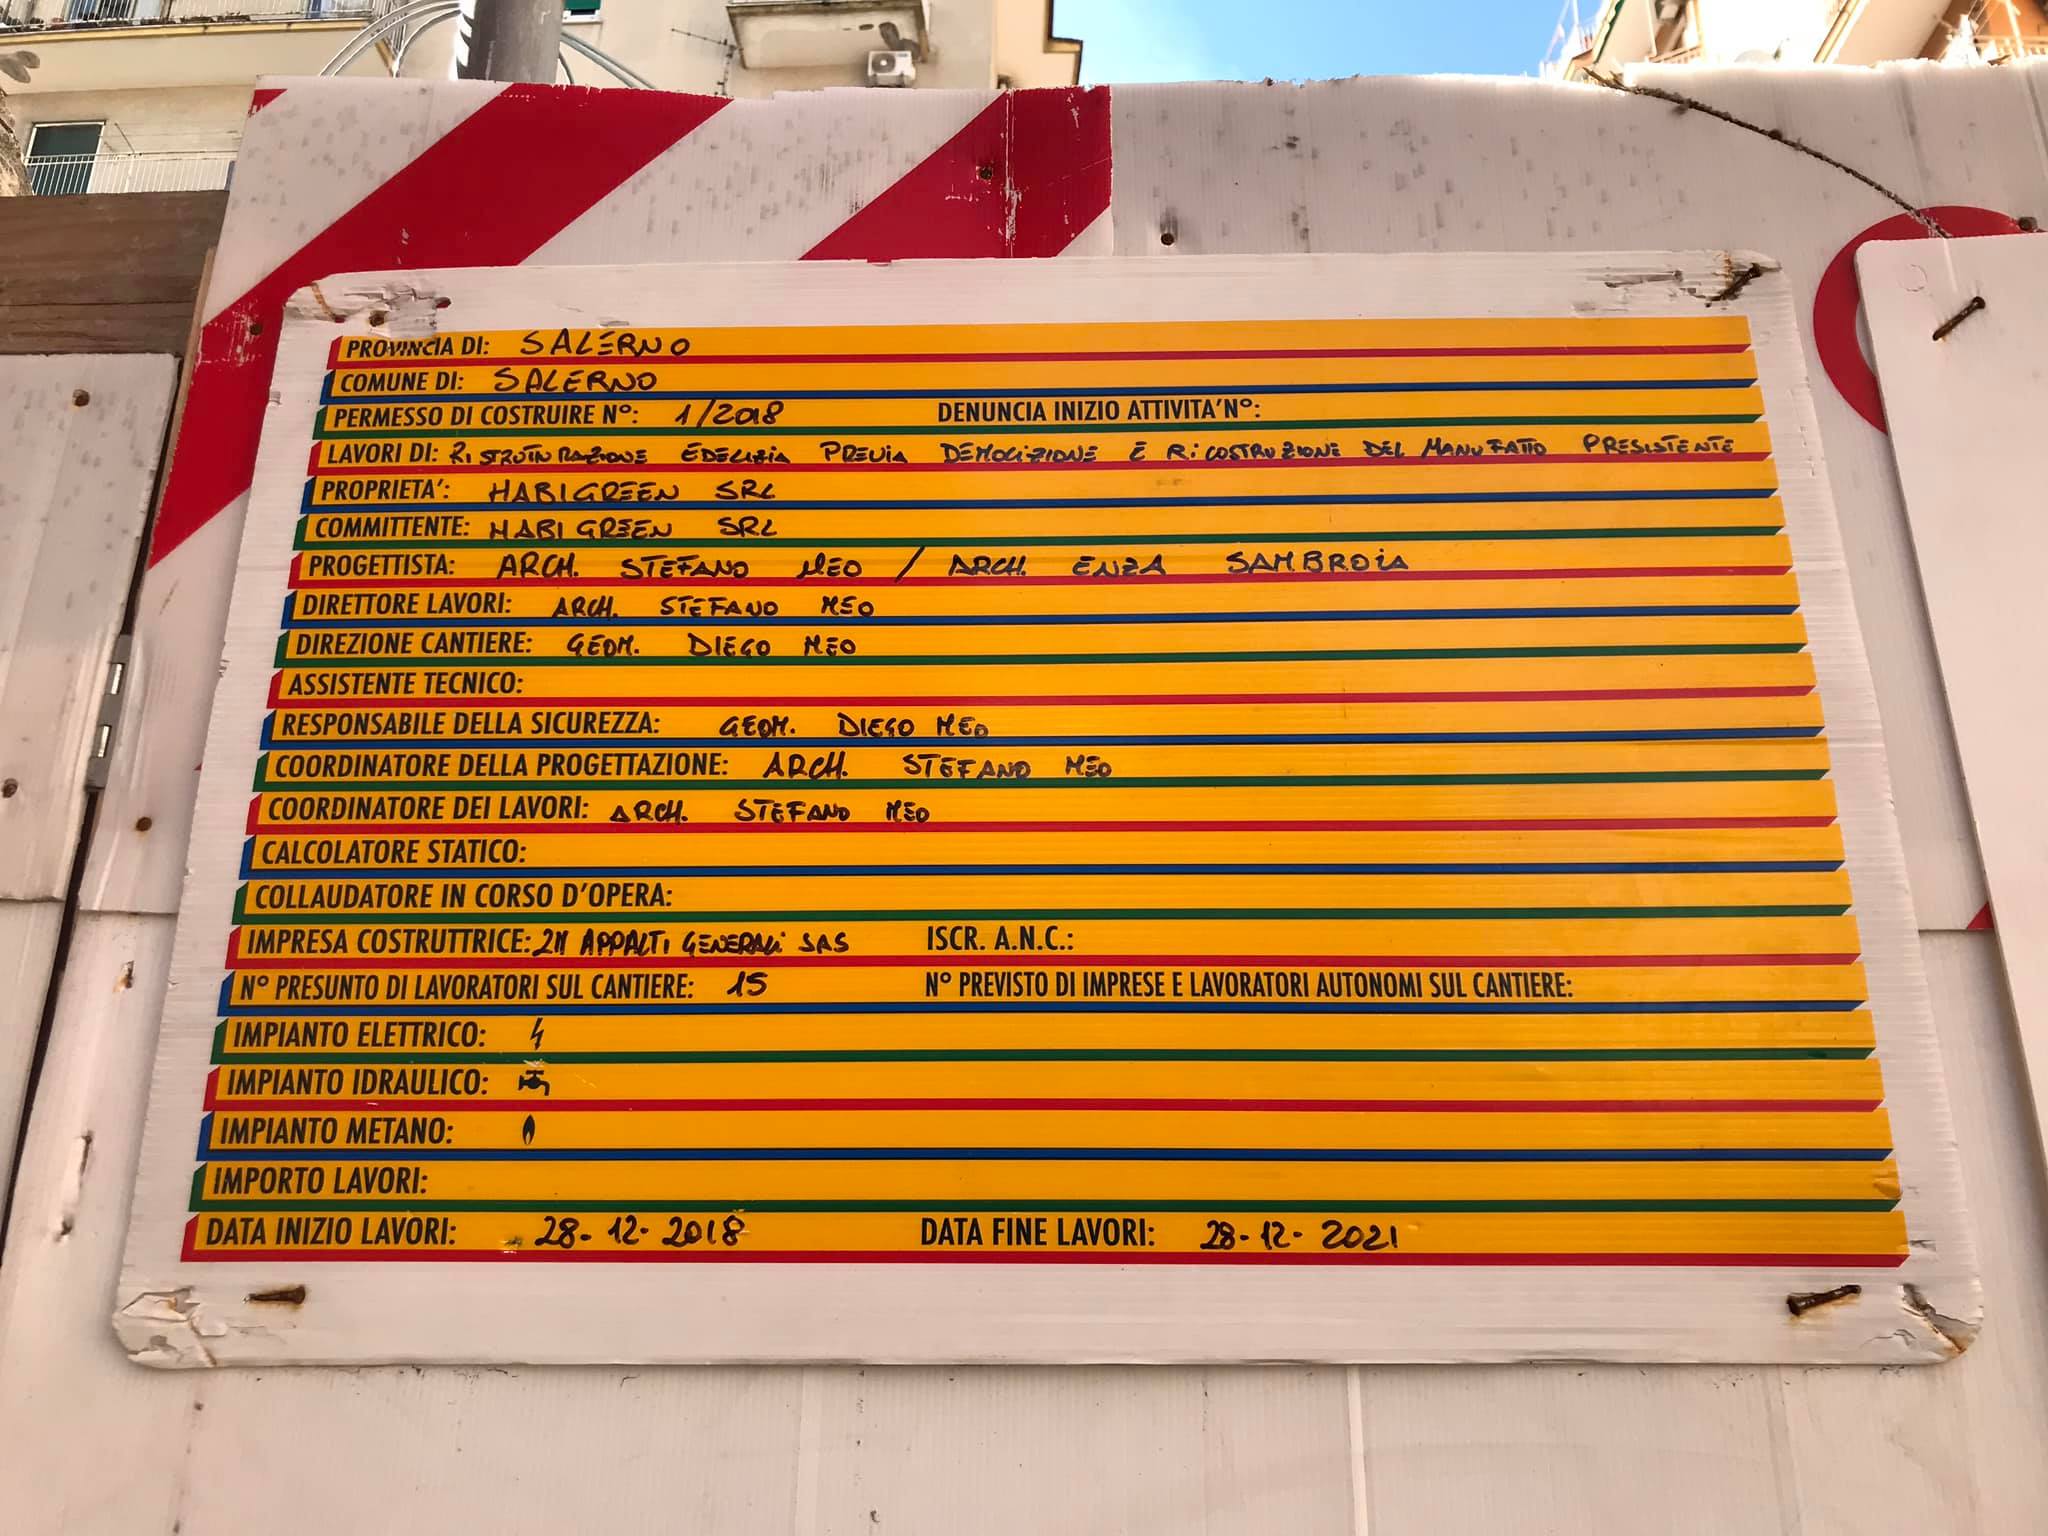 PROVINCIA DI: SALERNO
COMUNE DI: SALERNO
PERMESSO DI COSTRUIRE N°: 1/2018 DENUNCIA INIZIO ATTIVITA'N°:
LAVORI DI: RISTRUTTURAZIONE EDELIZIA PREVIA DEMOLIZIONE E RICOSTRUZIONE DEL MANUFATTO PRESISTENTE
PROPRIETA': HABIGREEN SRL
COMMITTENTE: HABIGREEN SRL
PROGETTISTA: ARCH. STEFANO MEO / ARCH. ENZA SAMBROIA
DIRETTORE LAVORI: ARCH. STEFANO MEO
DIREZIONE CANTIERE: GEOM. DIEGO MEO
ASSISTENTE TECNICO:
RESPONSABILE DELLA SICUREZZA: GEOM. DIEGO MEO
COORDINATORE DELLA PROGETTAZIONE: ARCH. STEFANO MEO
COORDINATORE DEI LAVORI: ARCH. STEFANO MEO
CALCOLATORE STATICO:
COLLAUDATORE IN CORSO D'OPERA:
IMPRESA COSTRUTTRICE: 2M APPALTI GENERALI SAS ISCR. A.N.C.:
N° PRESUNTO DI LAVORATORI SUL CANTIERE: 15 N° PREVISTO DI IMPRESE E LAVORATORI AUTONOMI SUL CANTIERE:
IMPIANTO ELETTRICO:
IMPIANTO IDRAULICO:
IMPIANTO METANO:
IMPORTO LAVORI:
DATA INIZIO LAVORI: 28-12-2018 DATA FINE LAVORI: 28-12-2021